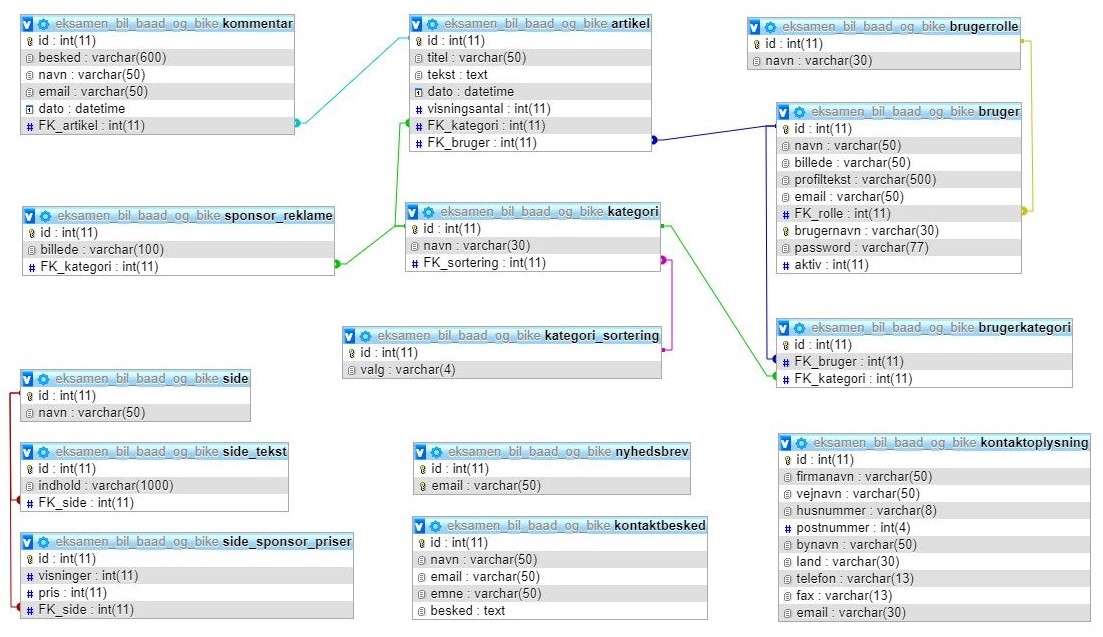 eksamen_bil_baad_og_bike kommentar
id : int(11)
besked : varchar(600)
navn : varchar(50)
email : varchar(50)
dato : datetime
FK_artikel : int(11)
eksamen_bil_baad_og_bike artikel
id : int(11)
titel : varchar(50)
tekst : text
dato : datetime
visningsantal : int(11)
FK_kategori : int(11)
FK_bruger : int(11)
eksamen_bil_baad_og_bike brugerrolle
id : int(11)
navn : varchar(30)
eksamen_bil_baad_og_bike bruger
id : int(11)
navn : varchar(50)
billede : varchar(50)
profiltekst : varchar(500)
email : varchar(50)
FK_rolle : int(11)
brugernavn : varchar(30)
password : varchar(77)
aktiv : int(11)
eksamen_bil_baad_og_bike sponsor_reklame
id : int(11)
billede : varchar(100)
FK_kategori : int(11)
eksamen_bil_baad_og_bike kategori
id : int(11)
navn : varchar(30)
FK_sortering : int(11)
eksamen_bil_baad_og_bike brugerkategori
id : int(11)
FK_bruger : int(11)
FK_kategori : int(11)
eksamen_bil_baad_og_bike kategori_sortering
id : int(11)
valg : varchar(4)
eksamen_bil_baad_og_bike side
id : int(11)
navn : varchar(50)
eksamen_bil_baad_og_bike nyhedsbrev
id : int(11)
email : varchar(50)
eksamen_bil_baad_og_bike kontaktoplysning
id : int(11)
firmanavn : varchar(50)
vejnavn : varchar(50)
husnummer : varchar(8)
postnummer : int(4)
bynavn : varchar(50)
land : varchar(30)
telefon : varchar(13)
fax : varchar(13)
email : varchar(30)
eksamen_bil_baad_og_bike side_tekst
id : int(11)
indhold : varchar(1000)
FK_side : int(11)
eksamen_bil_baad_og_bike kontaktbesked
id : int(11)
navn : varchar(50)
email : varchar(50)
emne : varchar(50)
besked : text
eksamen_bil_baad_og_bike side_sponsor_priser
id : int(11)
visninger : int(11)
pris : int(11)
FK_side : int(11)